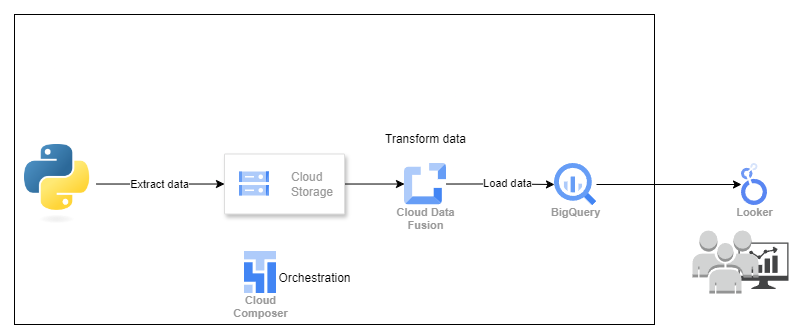 Transform data
Extract data
Cloud
Storage
Load data
Cloud Data
Fusion
BigQuery
Looker
Orchestration
Cloud
Composer